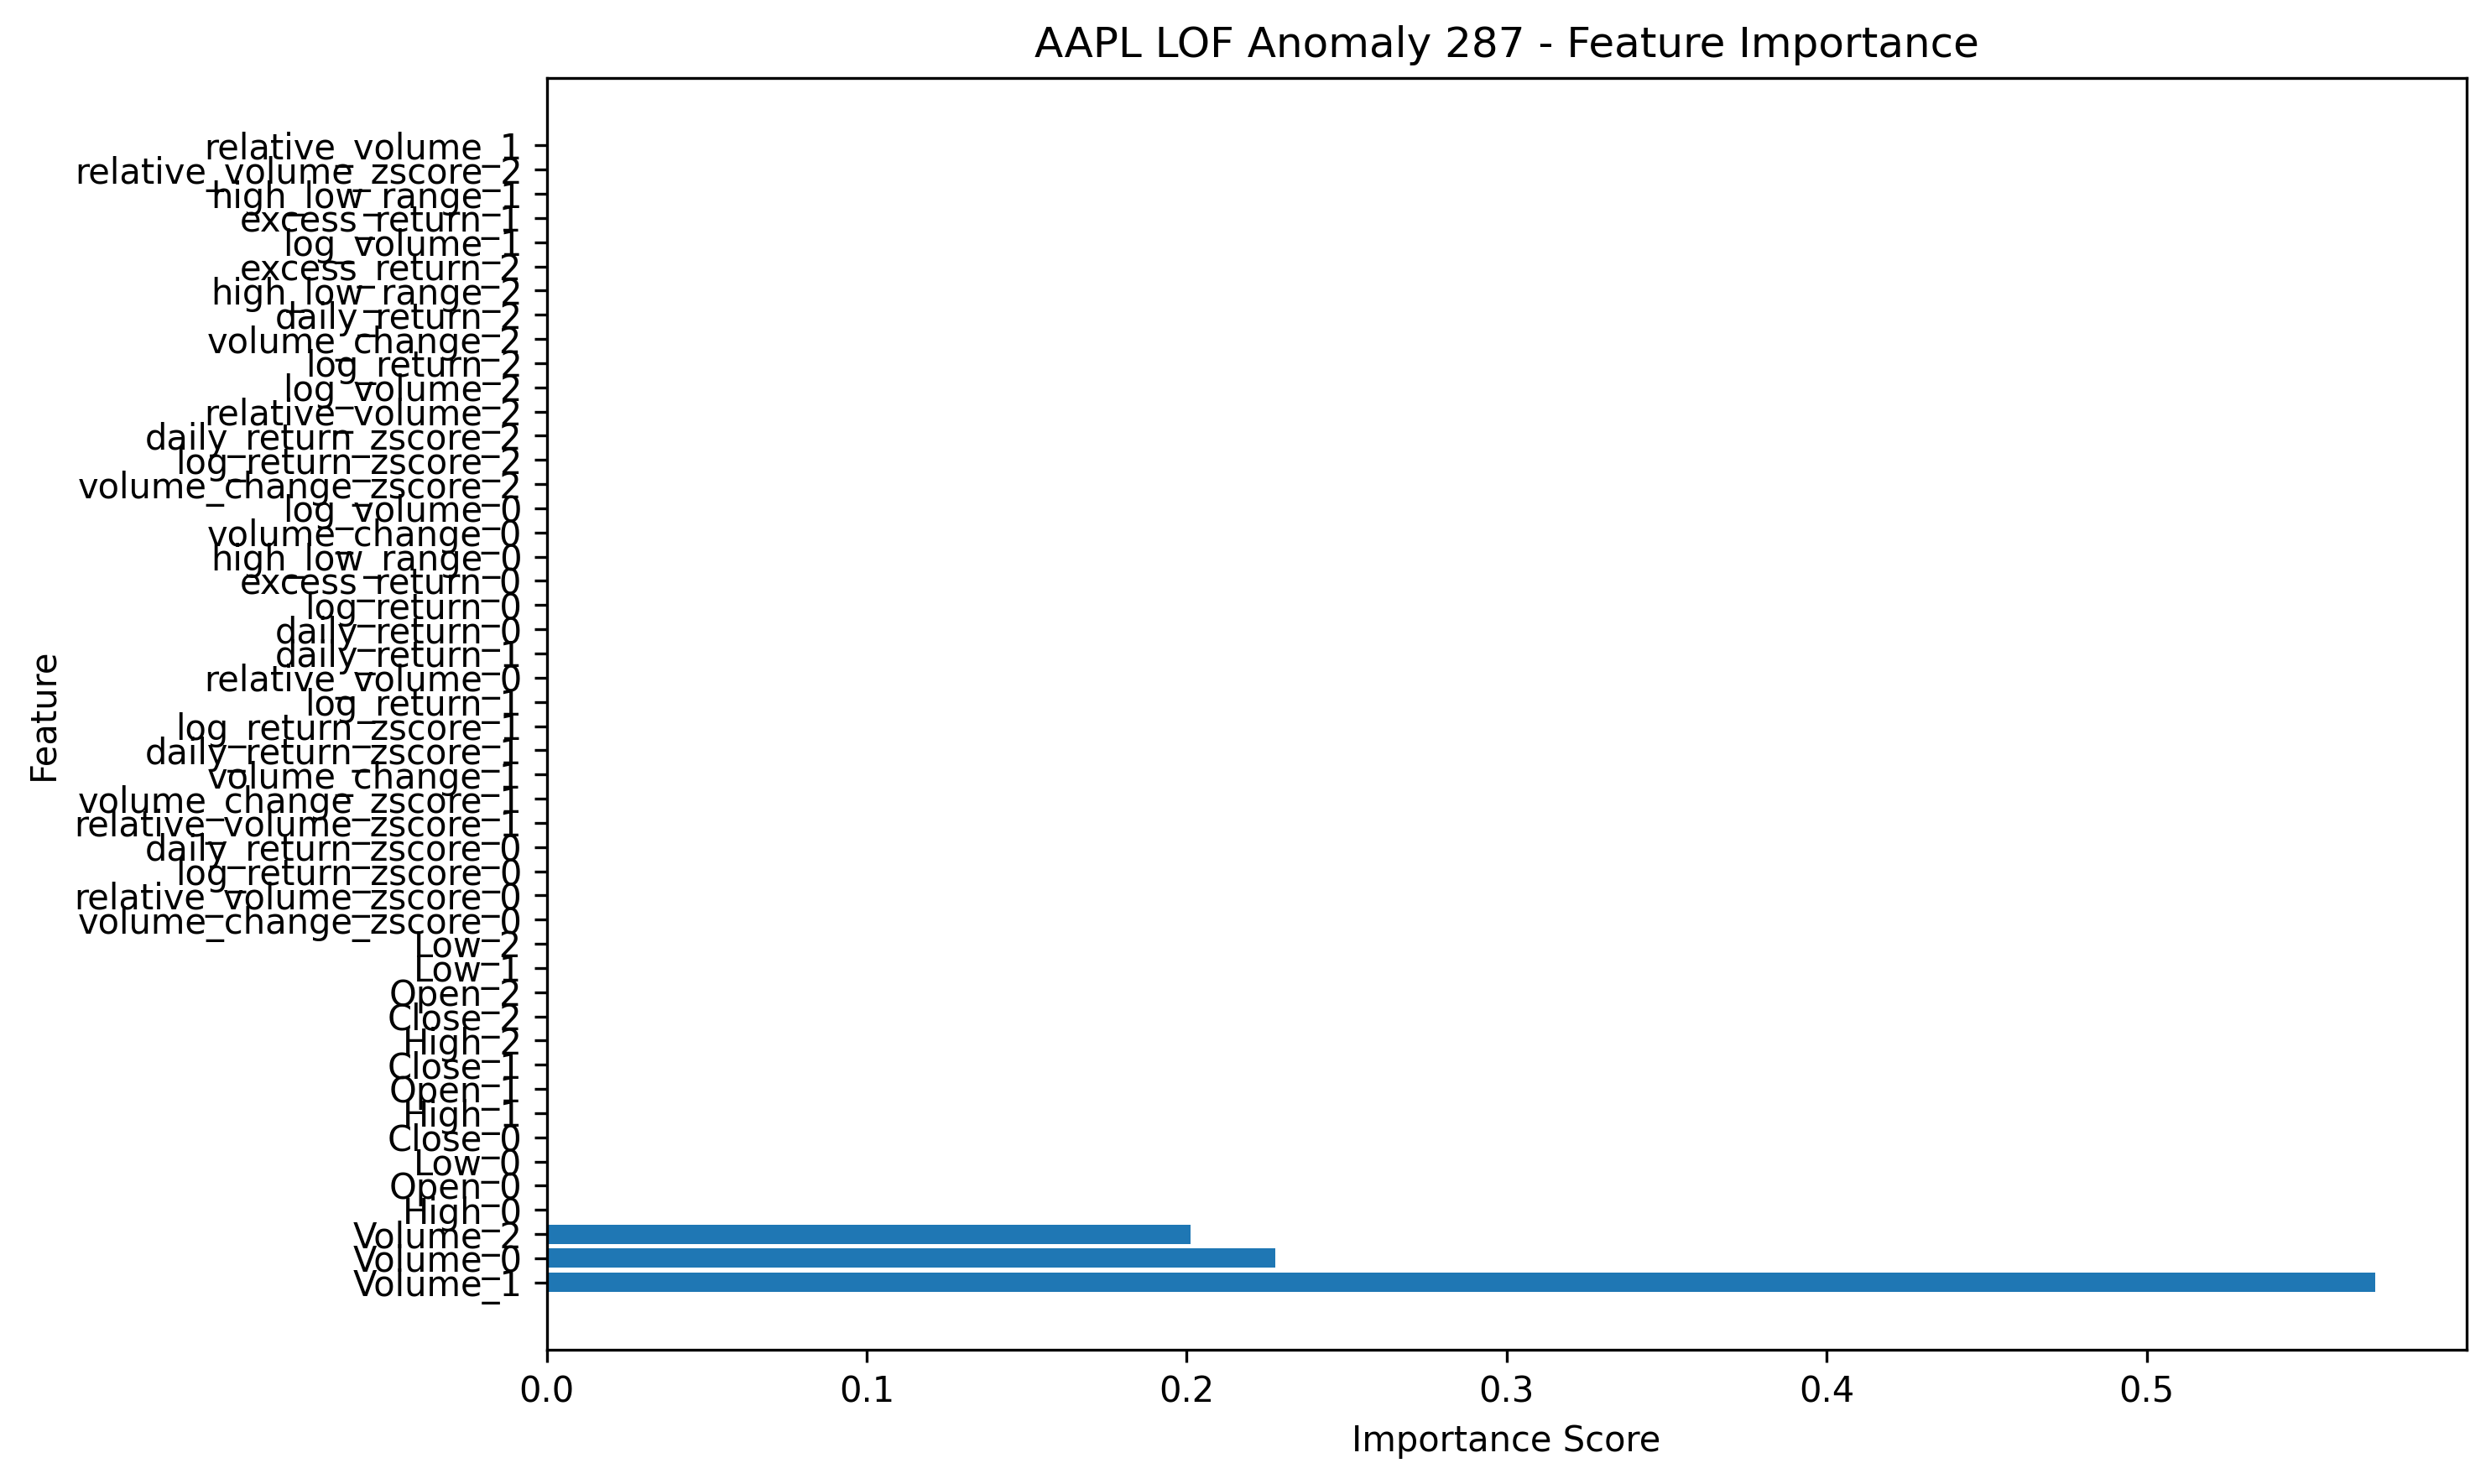 AAPL LOF Anomaly 287 - Feature Importance
relative_volume_1
relative_volume_zscore_2
high_low_range_1
excess_return_1
log_volume_1
excess_return_2
high_low_range_2
daily_return_2
volume_change_2
log_return_2
log_volume_2
relative_volume_2
daily_return_zscore_2
log_return_zscore_2
volume_change_zscore_2
log_volume_0
volume_change_0
high_low_range_0
excess_return_0
log_return_0
daily_return_0
daily_return_1
relative_volume_0
log_return_1
log_return_zscore_1
daily_return_zscore_1
volume_change_1
volume_change_zscore_1
relative_volume_zscore_1
daily_return_zscore_0
log_return_zscore_0
relative_volume_zscore_0
volume_change_zscore_0
Low_2
Low_1
Open_2
Close_2
High_2
Close_1
Open_1
High_1
Close_0
Low_0
Open_0
High_0
Volume_2
Volume_0
Volume_1
Feature
0.0 0.1 0.2 0.3 0.4 0.5
Importance Score